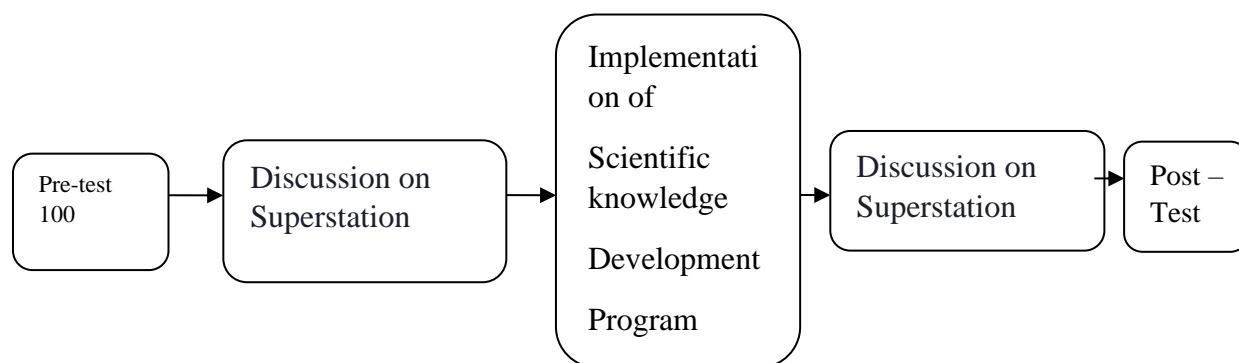 Pre-test
100
Discussion on
Superstation
Implementati
on of
Scientific
knowledge
Development
Program
Discussion on
Superstation
Post –
Test